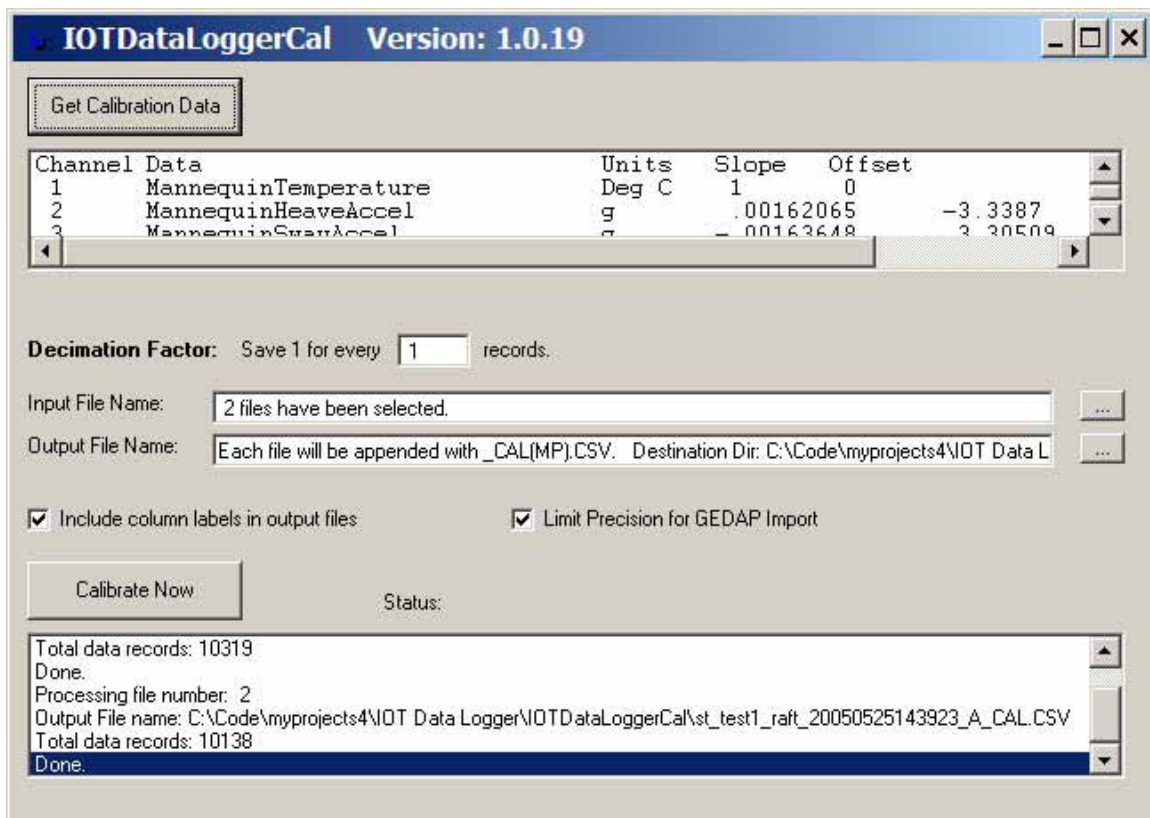 IOTDataLoggerCal Version: 1.0.19
Get Calibration Data
Channel Data Units Slope Offset
1 MannequinTemperature Deg C 1 0
2 MannequinHeaveAccel g .00162065 -3.3387
3 MannequinSwayAccel g -.00163648 3.30509
Decimation Factor: Save 1 for every 1 records.
Input File Name: 2 files have been selected. ...
Output File Name: Each file will be appended with _CAL(MP).CSV. Destination Dir: C:\Code\myprojects4\IOT Data L ...
Include column labels in output files Limit Precision for GEDAP Import
Calibrate Now Status:
Total data records: 10319
Done.
Processing file number: 2
Output File name: C:\Code\myprojects4\IOT Data Logger\IOTDataLoggerCal\st_test1_raft_20050525143923_A_CAL.CSV
Total data records: 10138
Done.